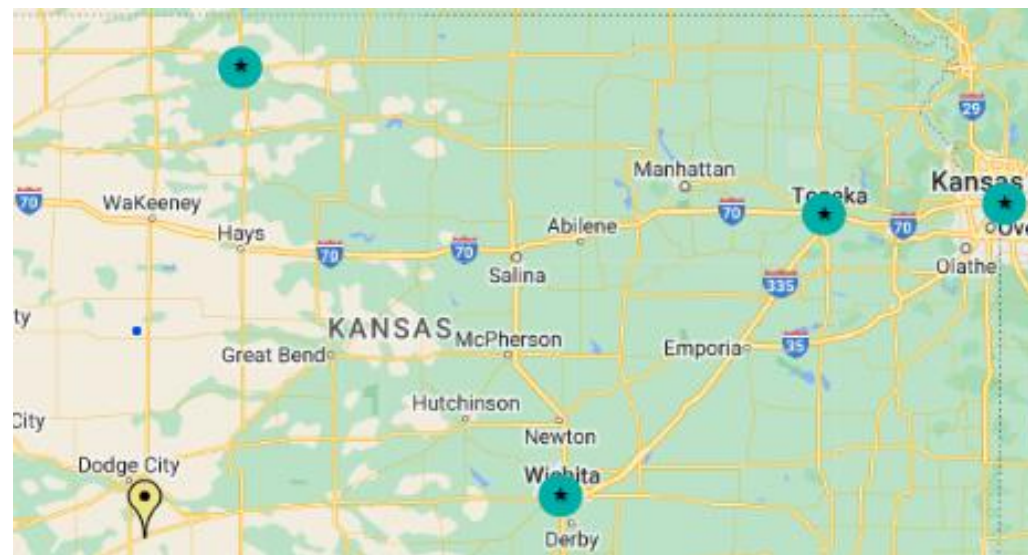 29
Manhattan
Kansas
70
WaKeeney
Topeka
70
70
Hays
Abilene
70
70
Salina
Olathe
335
ty
KANSAS
McPherson
Great Bend
Emporia
35
Hutchinson
City
Newton
Dodge City
Wichita
Derby